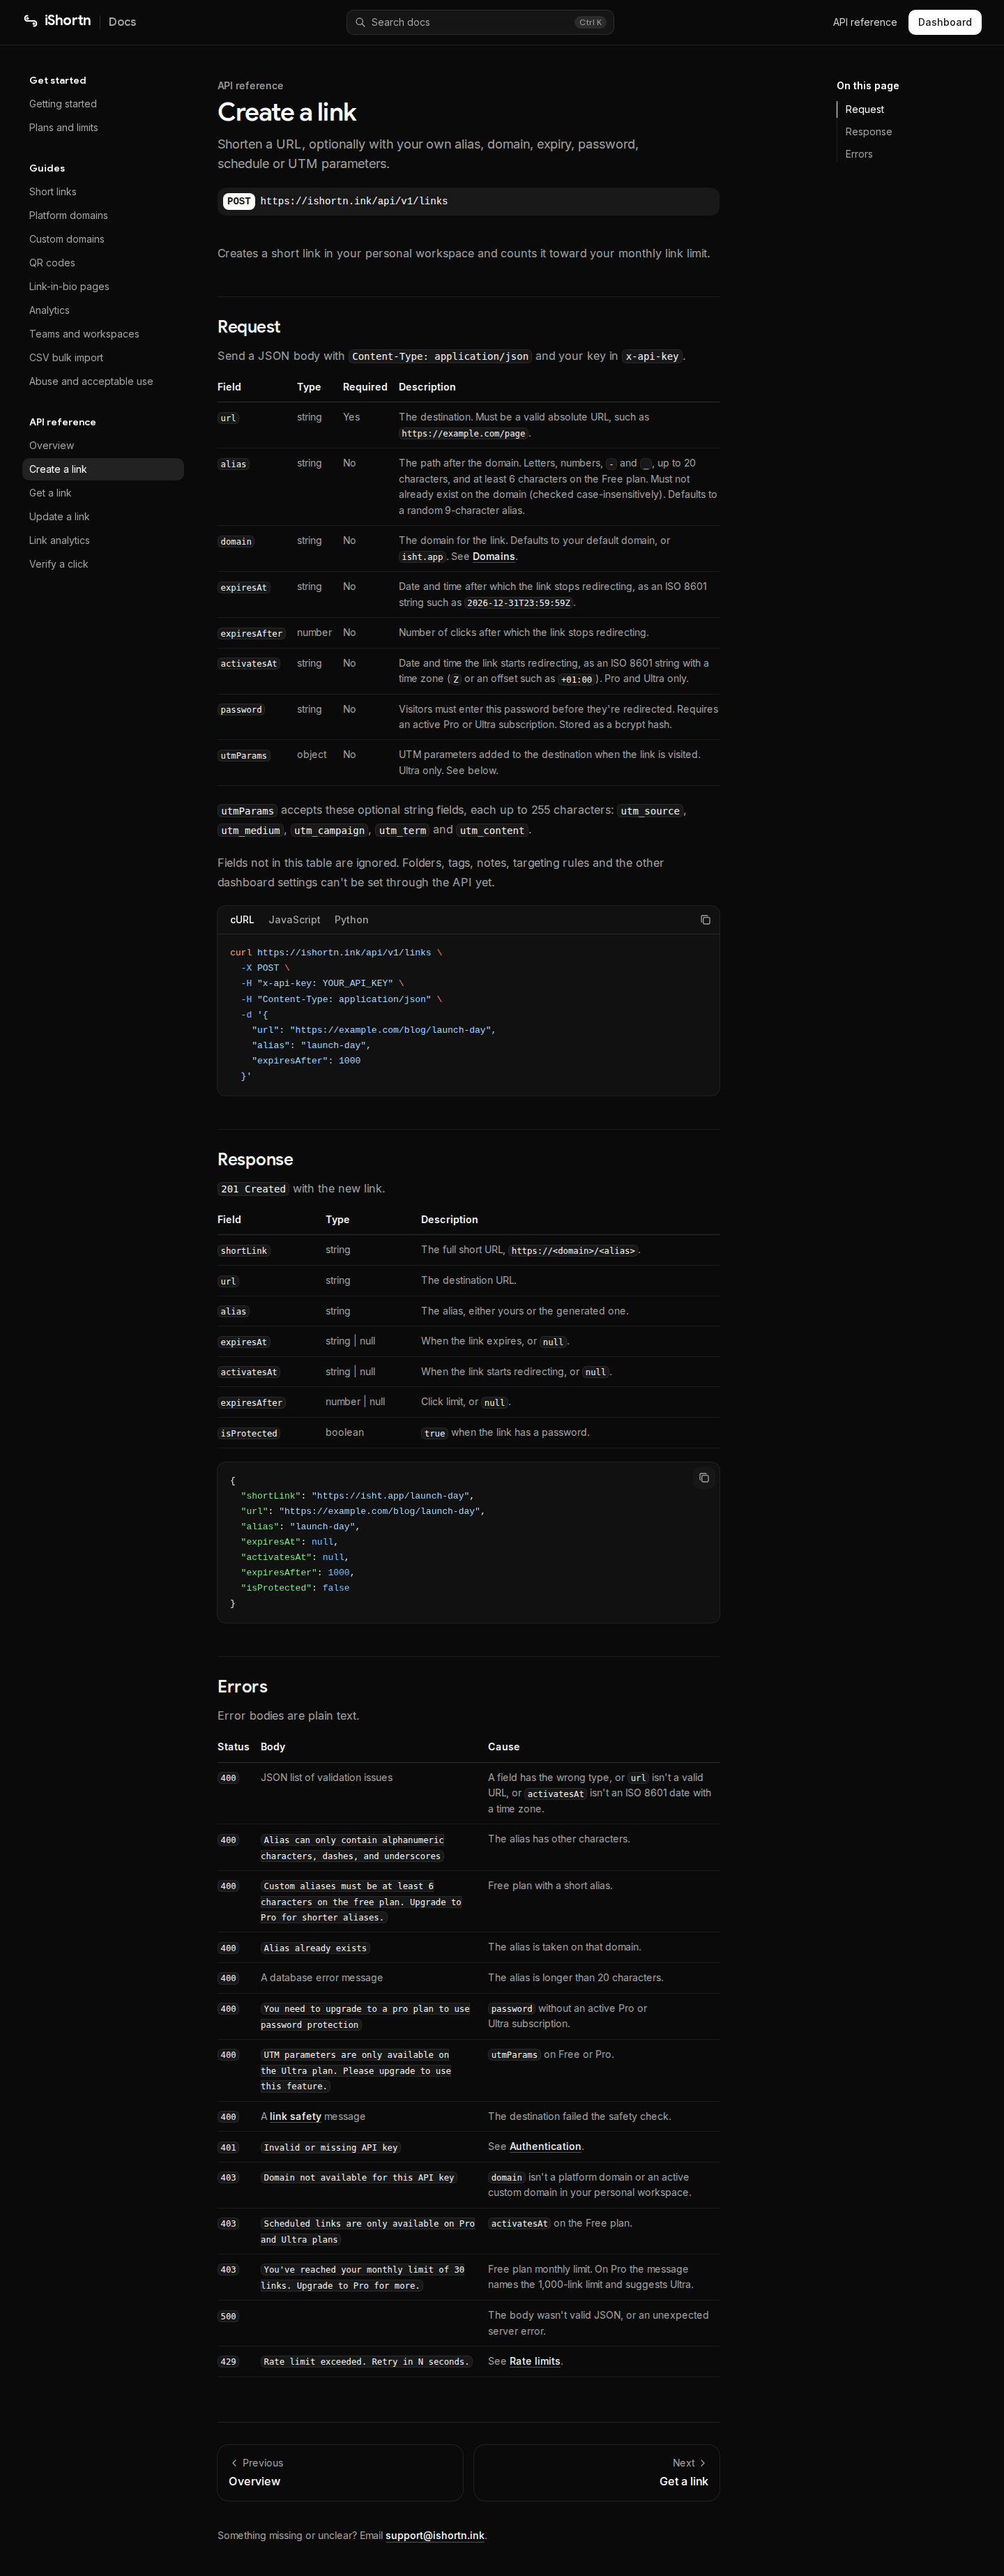 iShortn
Docs
Search docs
Ctrl K
API reference
Dashboard
Get started
Getting started
Plans and limits
Guides
Short links
Platform domains
Custom domains
QR codes
Link-in-bio pages
Analytics
Teams and workspaces
CSV bulk import
Abuse and acceptable use
API reference
Overview
Create a link
Get a link
Update a link
Link analytics
Verify a click
API reference
Create a link
Shorten a URL, optionally with your own alias, domain, expiry, password,
schedule or UTM parameters.
POST https://ishortn.ink/api/v1/links
Creates a short link in your personal workspace and counts it toward your monthly link limit.
Request
Send a JSON body with Content-Type: application/json and your key in x-api-key.
Field Type Required Description
url string Yes The destination. Must be a valid absolute URL, such as
https://example.com/page.
alias string No The path after the domain. Letters, numbers, - and _, up to 20
characters, and at least 6 characters on the Free plan. Must not
already exist on the domain (checked case-insensitively). Defaults to
a random 9-character alias.
domain string No The domain for the link. Defaults to your default domain, or
isht.app. See Domains.
expiresAt string No Date and time after which the link stops redirecting, as an ISO 8601
string such as 2026-12-31T23:59:59Z.
expiresAfter number No Number of clicks after which the link stops redirecting.
activatesAt string No Date and time the link starts redirecting, as an ISO 8601 string with a
time zone (Z or an offset such as +01:00). Pro and Ultra only.
password string No Visitors must enter this password before they're redirected. Requires
an active Pro or Ultra subscription. Stored as a bcrypt hash.
utmParams object No UTM parameters added to the destination when the link is visited.
Ultra only. See below.
utmParams accepts these optional string fields, each up to 255 characters: utm_source,
utm_medium, utm_campaign, utm_term and utm_content.
Fields not in this table are ignored. Folders, tags, notes, targeting rules and the other
dashboard settings can't be set through the API yet.
cURL JavaScript Python
curl https://ishortn.ink/api/v1/links \
-X POST \
-H "x-api-key: YOUR_API_KEY" \
-H "Content-Type: application/json" \
-d '{
"url": "https://example.com/blog/launch-day",
"alias": "launch-day",
"expiresAfter": 1000
}'
Response
201 Created with the new link.
Field Type Description
shortLink string The full short URL, https://<domain>/<alias>.
url string The destination URL.
alias string The alias, either yours or the generated one.
expiresAt string | null When the link expires, or null.
activatesAt string | null When the link starts redirecting, or null.
expiresAfter number | null Click limit, or null.
isProtected boolean true when the link has a password.
{
"shortLink": "https://isht.app/launch-day",
"url": "https://example.com/blog/launch-day",
"alias": "launch-day",
"expiresAt": null,
"activatesAt": null,
"expiresAfter": 1000,
"isProtected": false
}
Errors
Error bodies are plain text.
Status Body Cause
400 JSON list of validation issues A field has the wrong type, or url isn't a valid
URL, or activatesAt isn't an ISO 8601 date with
a time zone.
400 Alias can only contain alphanumeric The alias has other characters.
characters, dashes, and underscores
400 Custom aliases must be at least 6 Free plan with a short alias.
characters on the free plan. Upgrade to
Pro for shorter aliases.
400 Alias already exists The alias is taken on that domain.
400 A database error message The alias is longer than 20 characters.
400 You need to upgrade to a pro plan to use password without an active Pro or
password protection Ultra subscription.
400 UTM parameters are only available on utmParams on Free or Pro.
the Ultra plan. Please upgrade to use
this feature.
400 A link safety message The destination failed the safety check.
401 Invalid or missing API key See Authentication.
403 Domain not available for this API key domain isn't a platform domain or an active
custom domain in your personal workspace.
403 Scheduled links are only available on Pro activatesAt on the Free plan.
and Ultra plans
403 You've reached your monthly limit of 30 Free plan monthly limit. On Pro the message
links. Upgrade to Pro for more. names the 1,000-link limit and suggests Ultra.
500 The body wasn't valid JSON, or an unexpected
server error.
429 Rate limit exceeded. Retry in N seconds. See Rate limits.
Previous
Overview
Next
Get a link
Something missing or unclear? Email support@ishortn.ink.
On this page
Request
Response
Errors